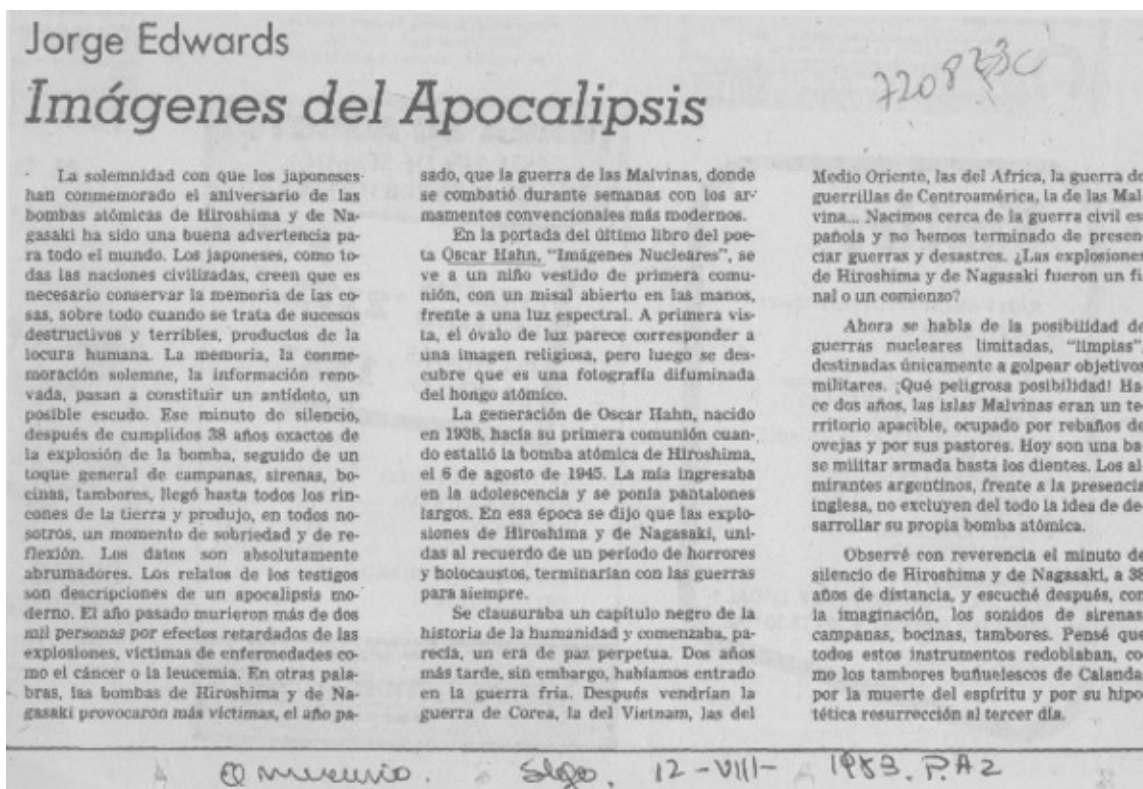 Jorge Edwards
Imágenes del Apocalipsis
La solemnidad con que los japoneses
han conmemorado el aniversario de las
bombas atómicas de Hiroshima y de Na-
gasaki ha sido una buena advertencia pa-
ra todo el mundo. Los japoneses, como to-
das las naciones civilizadas, creen que es
necesario conservar la memoria de las co-
sas, sobre todo cuando se trata de sucesos
destructivos y terribles, productos de la
locura humana. La memoria, la conme-
moración solemne, la información reno-
vada, pasan a constituir un antídoto, un
posible escudo. Ese minuto de silencio,
después de cumplidos 38 años exactos de
la explosión de la bomba, seguido de un
toque general de campanas, sirenas, bo-
cinas, tambores, llegó hasta todos los rin-
cones de la tierra y produjo, en todos no-
sotros, un momento de sobriedad y de re-
flexión. Los datos son absolutamente
abrumadores. Los relatos de los testigos
son descripciones de un apocalipsis mo-
derno. El año pasado murieron más de dos
mil personas por efectos retardados de las
explosiones, víctimas de enfermedades co-
mo el cáncer o la leucemia. En otras pala-
bras, las bombas de Hiroshima y de Na-
gasaki provocaron más víctimas, el año pa-
sado, que la guerra de las Malvinas, donde
se combatió durante semanas con los ar-
mamentos convencionales más modernos.
En la portada del último libro del poe-
ta Oscar Hahn, "Imágenes Nucleares", se
ve a un niño vestido de primera comu-
nión, con un misal abierto en las manos,
frente a una luz espectral. A primera vis-
ta, el óvalo de luz parece corresponder a
una imagen religiosa, pero luego se des-
cubre que es una fotografía difuminada
del hongo atómico.
La generación de Oscar Hahn, nacido
en 1938, hacía su primera comunión cuan-
do estalló la bomba atómica de Hiroshima,
el 6 de agosto de 1945. La mía ingresaba
en la adolescencia y se ponía pantalones
largos. En esa época se dijo que las explo-
siones de Hiroshima y de Nagasaki, uni-
das al recuerdo de un período de horrores
y holocaustos, terminarían con las guerras
para siempre.
Se clausuraba un capítulo negro de la
historia de la humanidad y comenzaba, pa-
recía, un era de paz perpetua. Dos años
más tarde, sin embargo, habíamos entrado
en la guerra fría. Después vendrían la
guerra de Corea, la del Vietnam, las del
Medio Oriente, las del Africa, la guerra de
guerrillas de Centroamérica, la de las Mal
vina... Nacimos cerca de la guerra civil es
pañola y no hemos terminado de presen
ciar guerras y desastres. ¿Las explosiones
de Hiroshima y de Nagasaki fueron un fi
nal o un comienzo?
Ahora se habla de la posibilidad de
guerras nucleares limitadas, "limpias",
destinadas únicamente a golpear objetivos
militares. ¡Qué peligrosa posibilidad! Ha
ce dos años, las islas Malvinas eran un te
rritorio apacible, ocupado por rebaños de
ovejas y por sus pastores. Hoy son una ba
se militar armada hasta los dientes. Los al
mirantes argentinos, frente a la presencia
inglesa, no excluyen del todo la idea de de
sarrollar su propia bomba atómica.
Observé con reverencia el minuto de
silencio de Hiroshima y de Nagasaki, a 38
años de distancia, y escuché después, con
la imaginación, los sonidos de sirenas
campanas, bocinas, tambores. Pensé que
todos estos instrumentos redoblaban, co
mo los tambores buñuelescos de Calanda
por la muerte del espíritu y por su hipo
tética resurrección al tercer día.
El mercurio. Stgo. 12-VIII-1983. P. A2